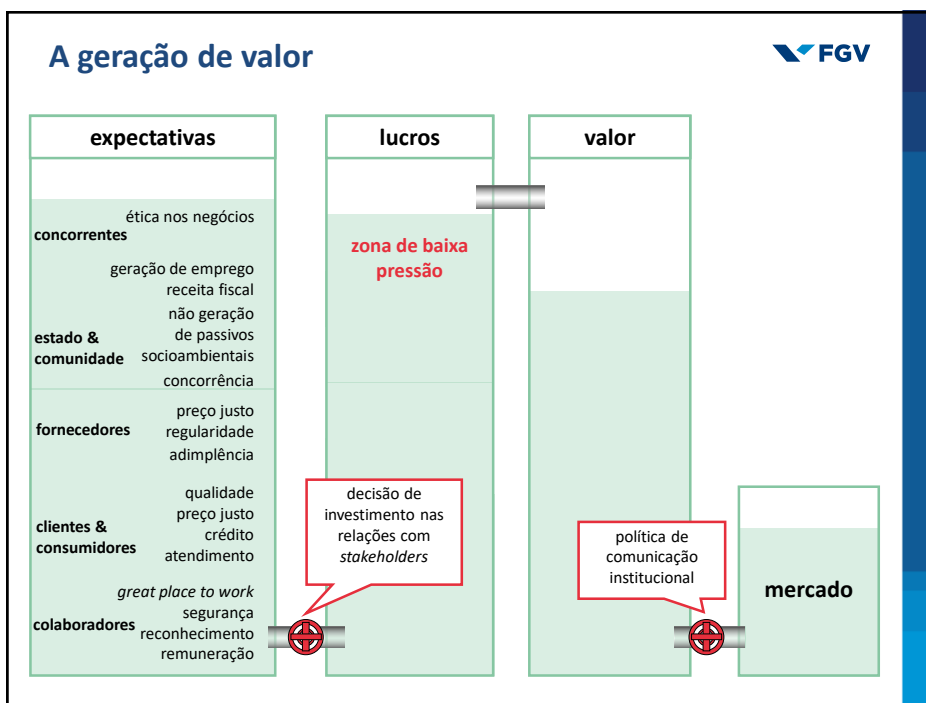 A geração de valor
FGV
expectativas
lucros
valor
ética nos negócios
concorrentes
zona de baixa
pressão
geração de emprego
receita fiscal
não geração
de passivos
socioambientais
concorrência
estado &
comunidade
preço justo
regularidade
adimplência
fornecedores
qualidade
preço justo
crédito
atendimento
clientes &
consumidores
decisão de
investimento nas
relações com
stakeholders
política de
comunicação
institucional
mercado
great place to work
segurança
reconhecimento
remuneração
colaboradores